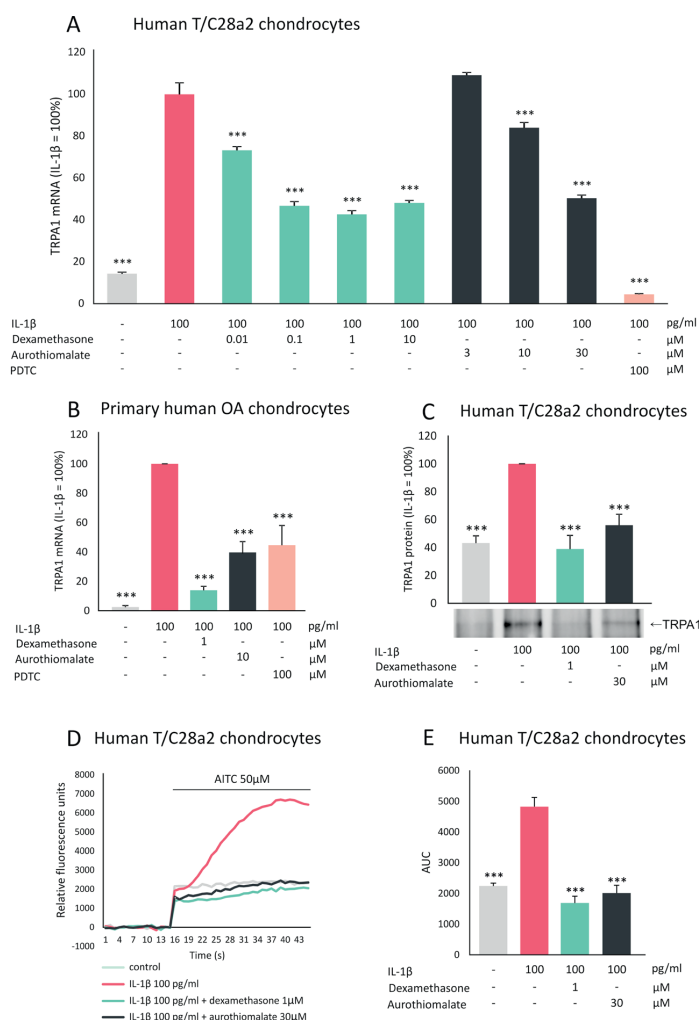 A
Human T/C28a2 chondrocytes
TRPA1 mRNA (IL-1β = 100%)
120
100
80
60
40
20
0
*** *** *** *** *** *** *** ***
IL-1β - 100 100 100 100 100 100 100 100 100 pg/ml
Dexamethasone - - 0.01 0.1 1 10 - - - - μM
Aurothiomalate - - - - - - 3 10 30 - μM
PDTC - - - - - - - - - 100 μM
B
Primary human OA chondrocytes
TRPA1 mRNA (IL-1β = 100%)
120
100
80
60
40
20
0
*** *** *** ***
IL-1β - 100 100 100 100 pg/ml
Dexamethasone - - 1 - - μM
Aurothiomalate - - - 10 - μM
PDTC - - - - 100 μM
C
Human T/C28a2 chondrocytes
TRPA1 protein (IL-1β = 100%)
120
100
80
60
40
20
0
*** *** ***
←TRPA1
IL-1β - 100 100 100 pg/ml
Dexamethasone - - 1 - μM
Aurothiomalate - - - 30 μM
D
Human T/C28a2 chondrocytes
Relative fluorescence units
8000
7000
6000
5000
4000
3000
2000
1000
0
-1000
AITC 50μM
1 4 7 10 13 16 19 22 25 28 31 34 37 40 43
Time (s)
control
IL-1β 100 pg/ml
IL-1β 100 pg/ml + dexamethasone 1μM
IL-1β 100 pg/ml + aurothiomalate 30μM
E
Human T/C28a2 chondrocytes
AUC
6000
5000
4000
3000
2000
1000
0
*** *** ***
IL-1β - 100 100 100 pg/ml
Dexamethasone - - 1 - μM
Aurothiomalate - - - 30 μM